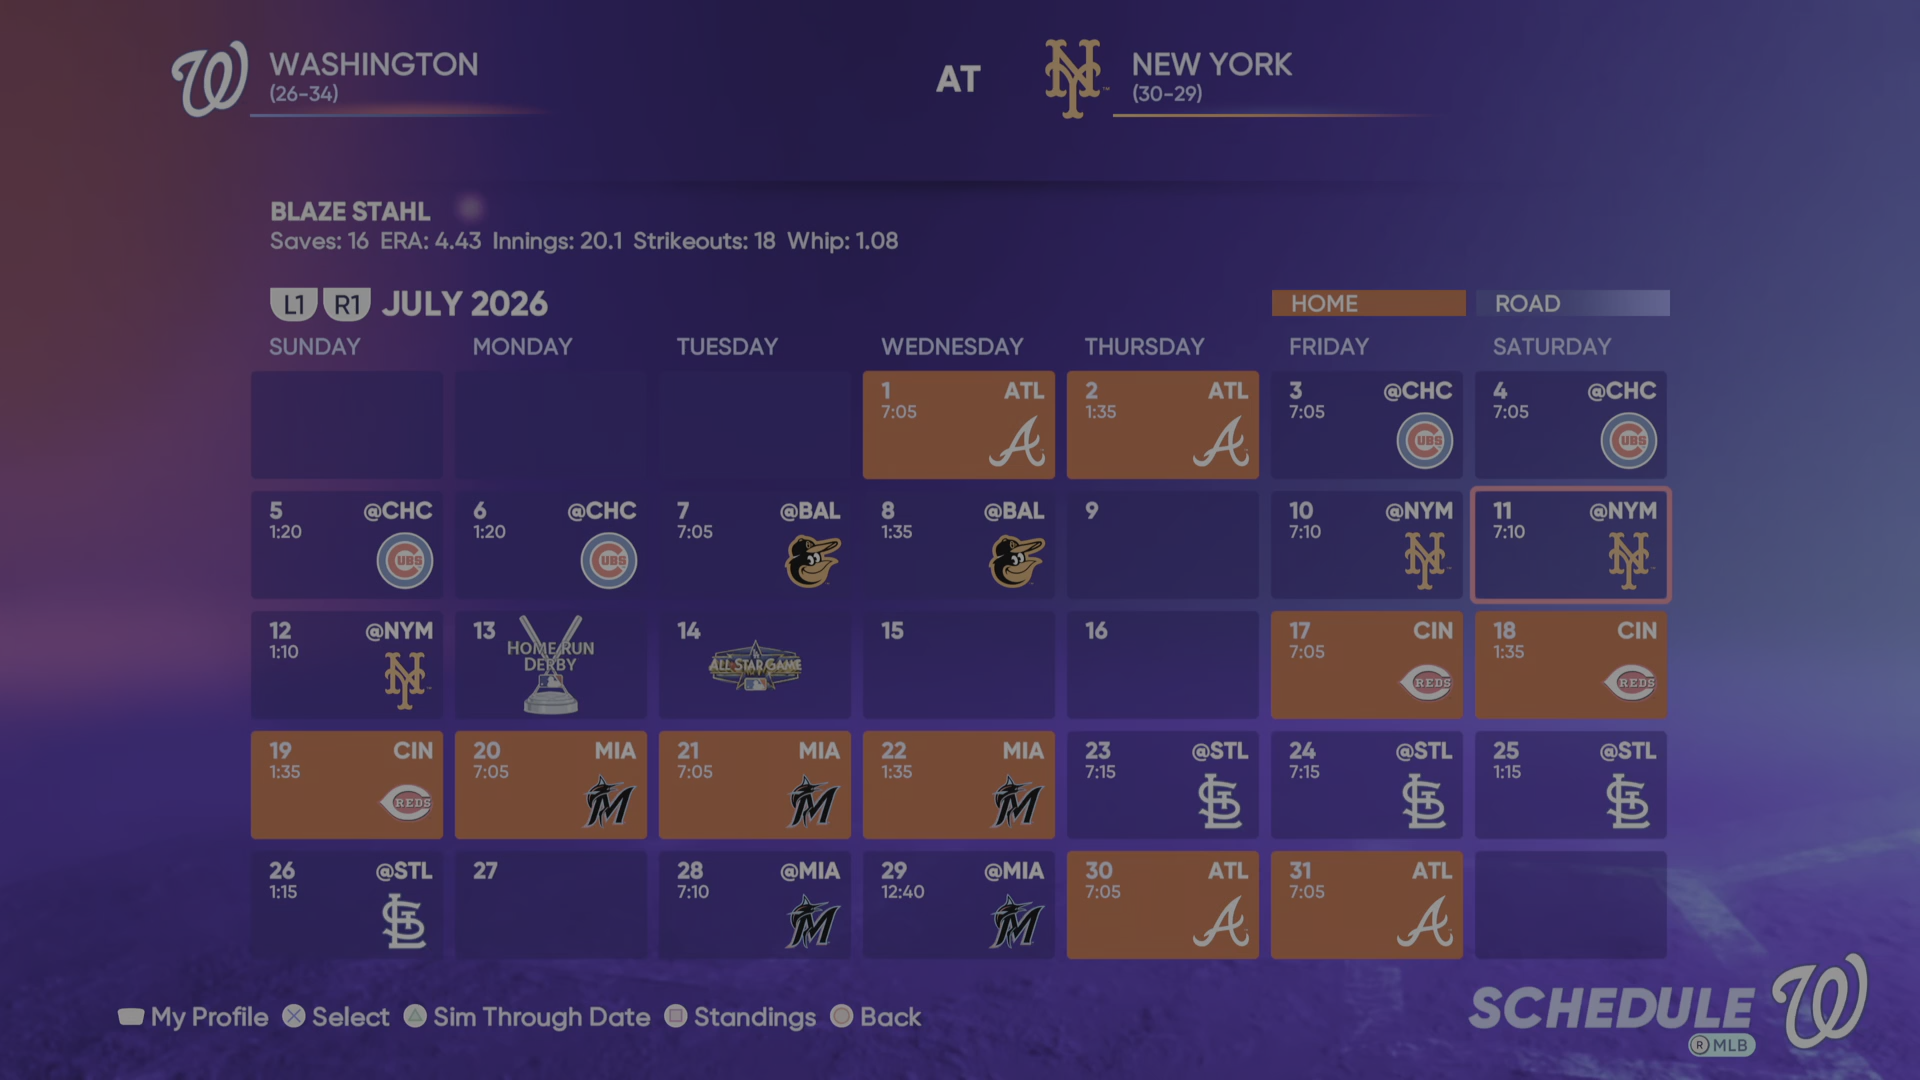 WASHINGTON
(26-34)
AT
NEW YORK
(30-29)
BLAZE STAHL
Saves: 16 ERA: 4.43 Innings: 20.1 Strikeouts: 18 Whip: 1.08
L1 R1 JULY 2026
HOME ROAD
SUNDAY MONDAY TUESDAY WEDNESDAY THURSDAY FRIDAY SATURDAY
1 ATL 2 ATL 3 @CHC 4 @CHC
7:05 1:35 7:05 7:05
CUBS CUBS
5 @CHC 6 @CHC 7 @BAL 8 @BAL 9 10 @NYM 11 @NYM
1:20 1:20 7:05 1:35 7:10 7:10
CUBS CUBS
12 @NYM 13 14 15 16 17 CIN 18 CIN
1:10 7:05 1:35
HOME RUN
DERBY
ALL STAR GAME
REDS REDS
19 CIN 20 MIA 21 MIA 22 MIA 23 @STL 24 @STL 25 @STL
1:35 7:05 7:05 1:35 7:15 7:15 1:15
REDS
26 @STL 27 28 @MIA 29 @MIA 30 ATL 31 ATL
1:15 7:10 12:40 7:05 7:05
My Profile Select Sim Through Date Standings Back
SCHEDULE
R MLB